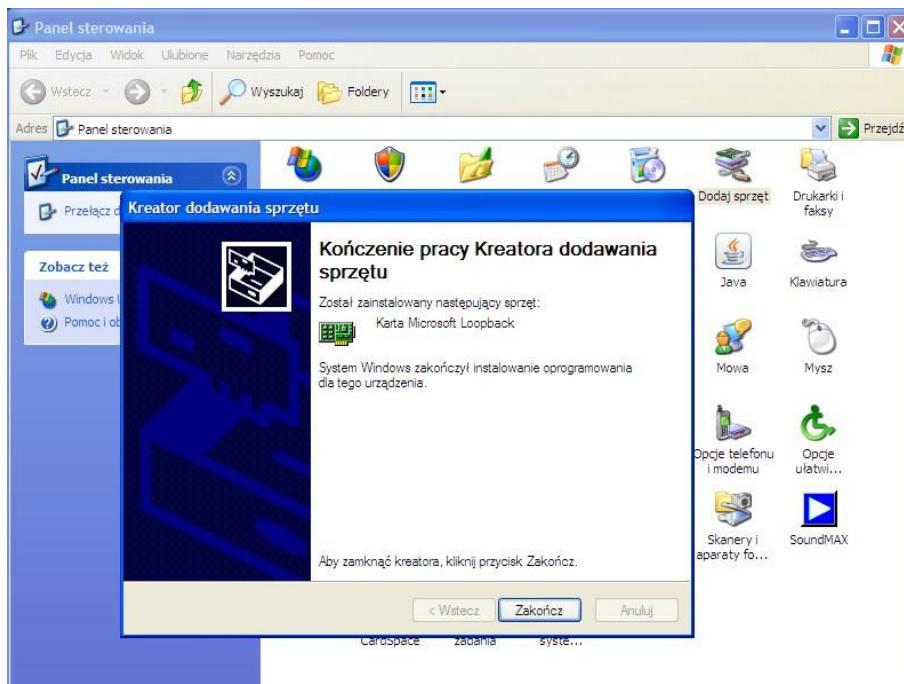 Panel sterowania
Plik Edycja Widok Ulubione Narzędzia Pomoc
Wstecz Wyszukaj Foldery
Adres Panel sterowania Przejdź
Panel sterowania
Przełącz d
Zobacz też
Windows U
Pomoc i ob
Dodaj sprzęt
Drukarki i
faksy
Java
Klawiatura
Mowa
Mysz
Opcje telefonu
i modemu
Opcje
ułatwi...
Skanery i
aparaty fo...
SoundMAX
Kreator dodawania sprzętu
Kończenie pracy Kreatora dodawania
sprzętu
Został zainstalowany następujący sprzęt:
Karta Microsoft Loopback
System Windows zakończył instalowanie oprogramowania
dla tego urządzenia.
Aby zamknąć kreatora, kliknij przycisk Zakończ.
< Wstecz Zakończ Anuluj
CardSpace zadania syste...